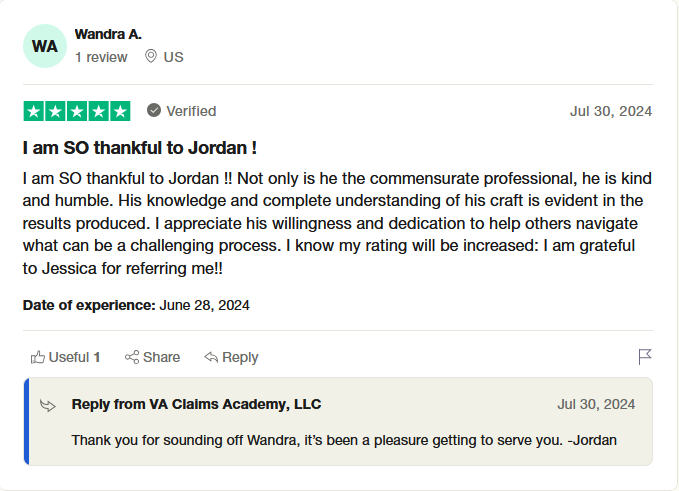 WA
Wandra A.
1 review
US
Verified
Jul 30, 2024
I am SO thankful to Jordan !
I am SO thankful to Jordan !! Not only is he the commensurate professional, he is kind
and humble. His knowledge and complete understanding of his craft is evident in the
results produced. I appreciate his willingness and dedication to help others navigate
what can be a challenging process. I know my rating will be increased: I am grateful
to Jessica for referring me!!
Date of experience: June 28, 2024
Useful 1
Share
Reply
Reply from VA Claims Academy, LLC
Jul 30, 2024
Thank you for sounding off Wandra, it's been a pleasure getting to serve you. -Jordan